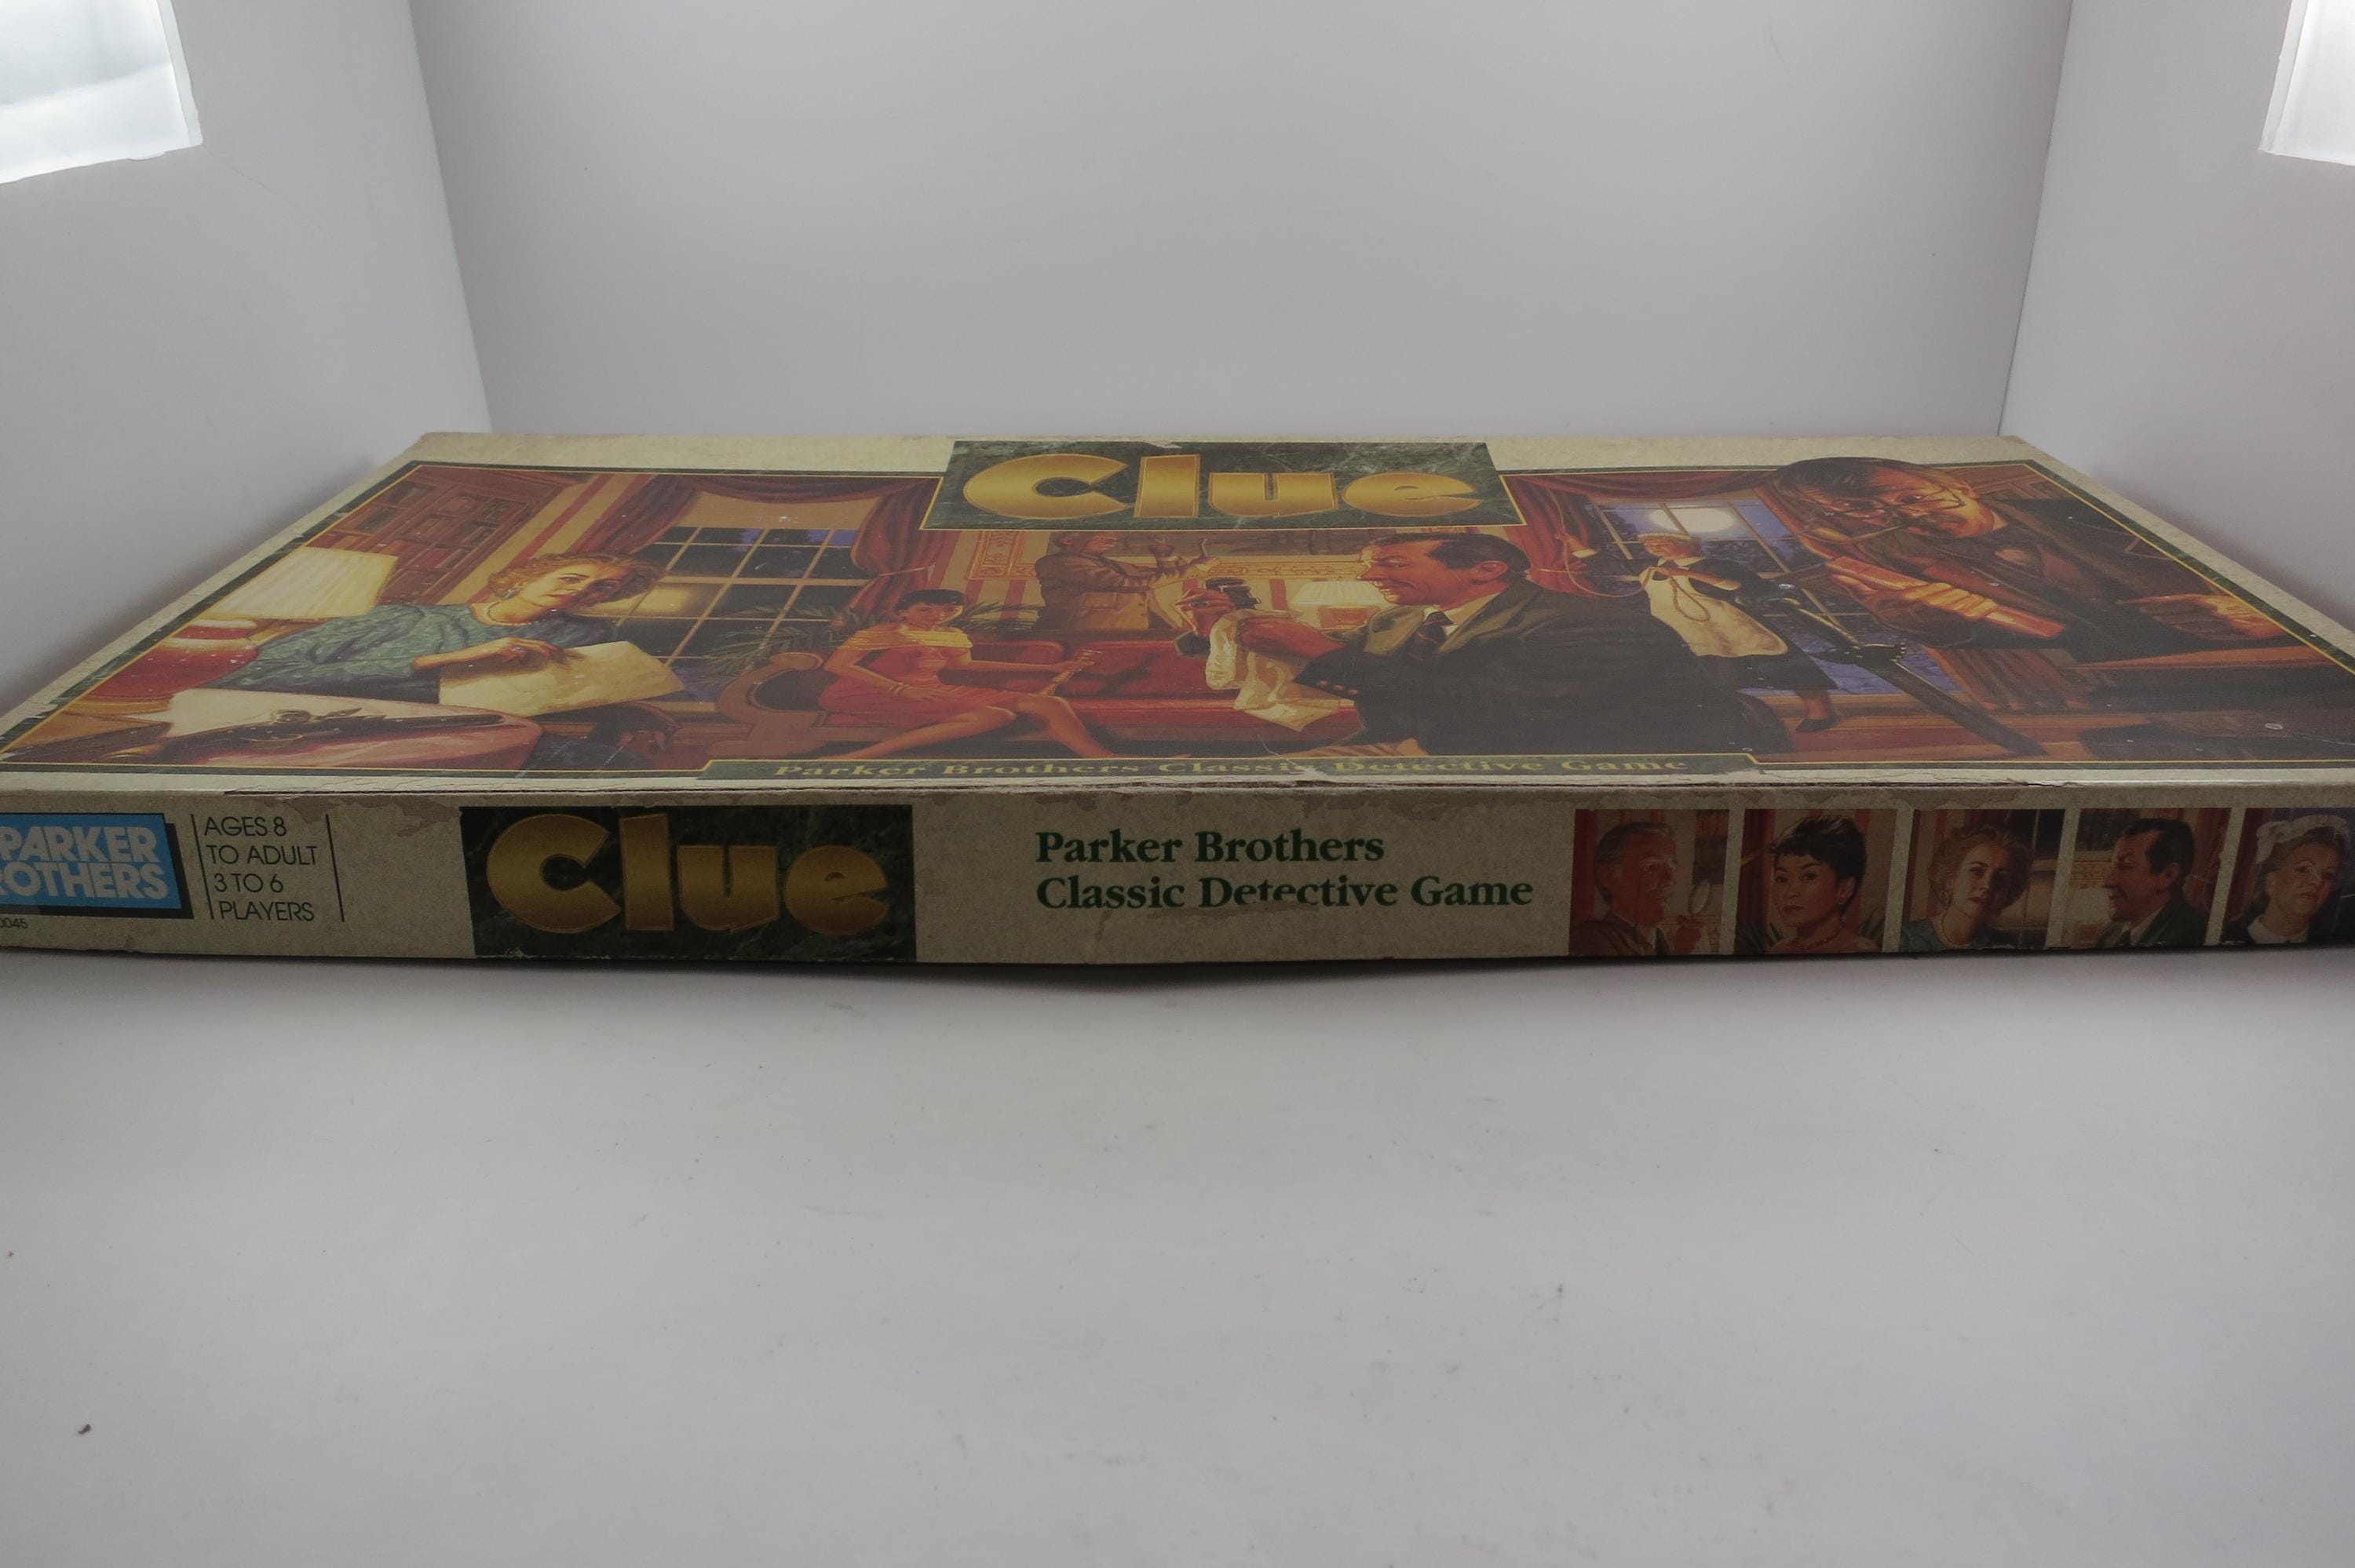 Clue
Parker Brothers Classic Detective Game
PARKER
ROTHERS
AGES 8
TO ADULT
3 TO 6
PLAYERS
0045
Clue
Parker Brothers
Classic Detective Game